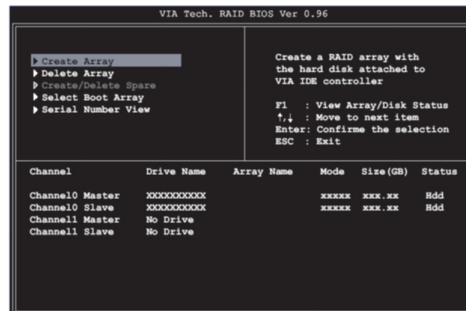 VIA Tech. RAID BIOS Ver 0.96
Create Array
Delete Array
Create/Delete Spare
Select Boot Array
Serial Number View
Create a RAID array with
the hard disk attached to
VIA IDE controller
F1 : View Array/Disk Status
↑,↓ : Move to next item
Enter: Confirme the selection
ESC : Exit
Channel Drive Name Array Name Mode Size(GB) Status
Channel0 Master XXXXXXXXXX XXXXX XXX.XX Hdd
Channel0 Slave XXXXXXXXXX XXXXX XXX.XX Hdd
Channel1 Master No Drive
Channel1 Slave No Drive